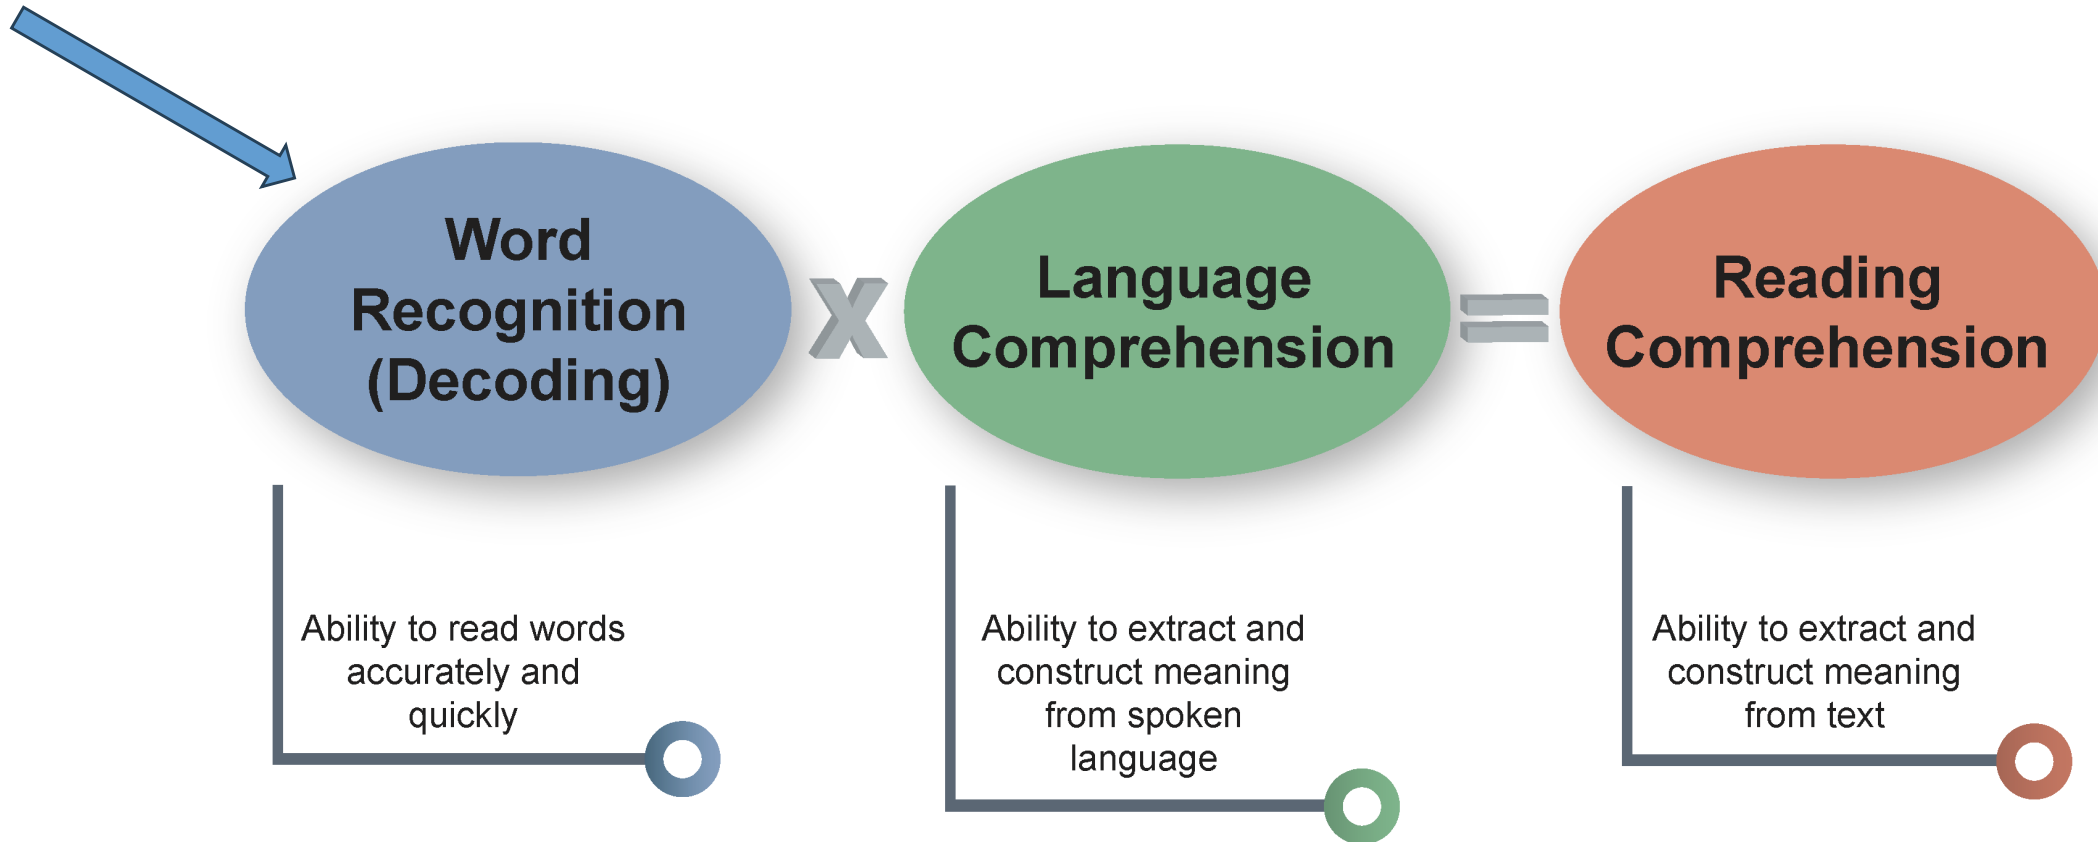 Word
Recognition
(Decoding)
x
Language
Comprehension
=
Reading
Comprehension
Ability to read words
accurately and
quickly
Ability to extract and
construct meaning
from spoken
language
Ability to extract and
construct meaning
from text